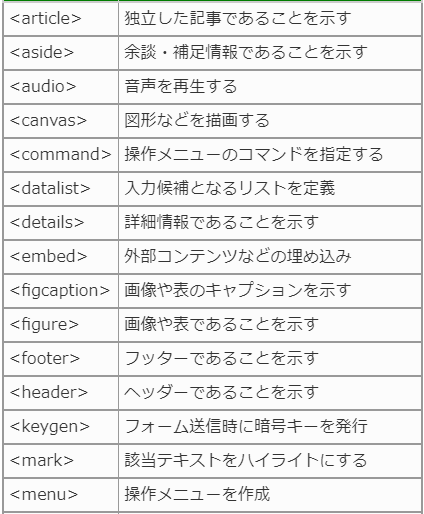 <article> 独立した記事であることを示す
<aside> 余談・補足情報であることを示す
<audio> 音声を再生する
<canvas> 図形などを描画する
<command> 操作メニューのコマンドを指定する
<datalist> 入力候補となるリストを定義
<details> 詳細情報であることを示す
<embed> 外部コンテンツなどの埋め込み
<figcaption> 画像や表のキャプションを示す
<figure> 画像や表であることを示す
<footer> フッターであることを示す
<header> ヘッダーであることを示す
<keygen> フォーム送信時に暗号キーを発行
<mark> 該当テキストをハイライトにする
<menu> 操作メニューを作成